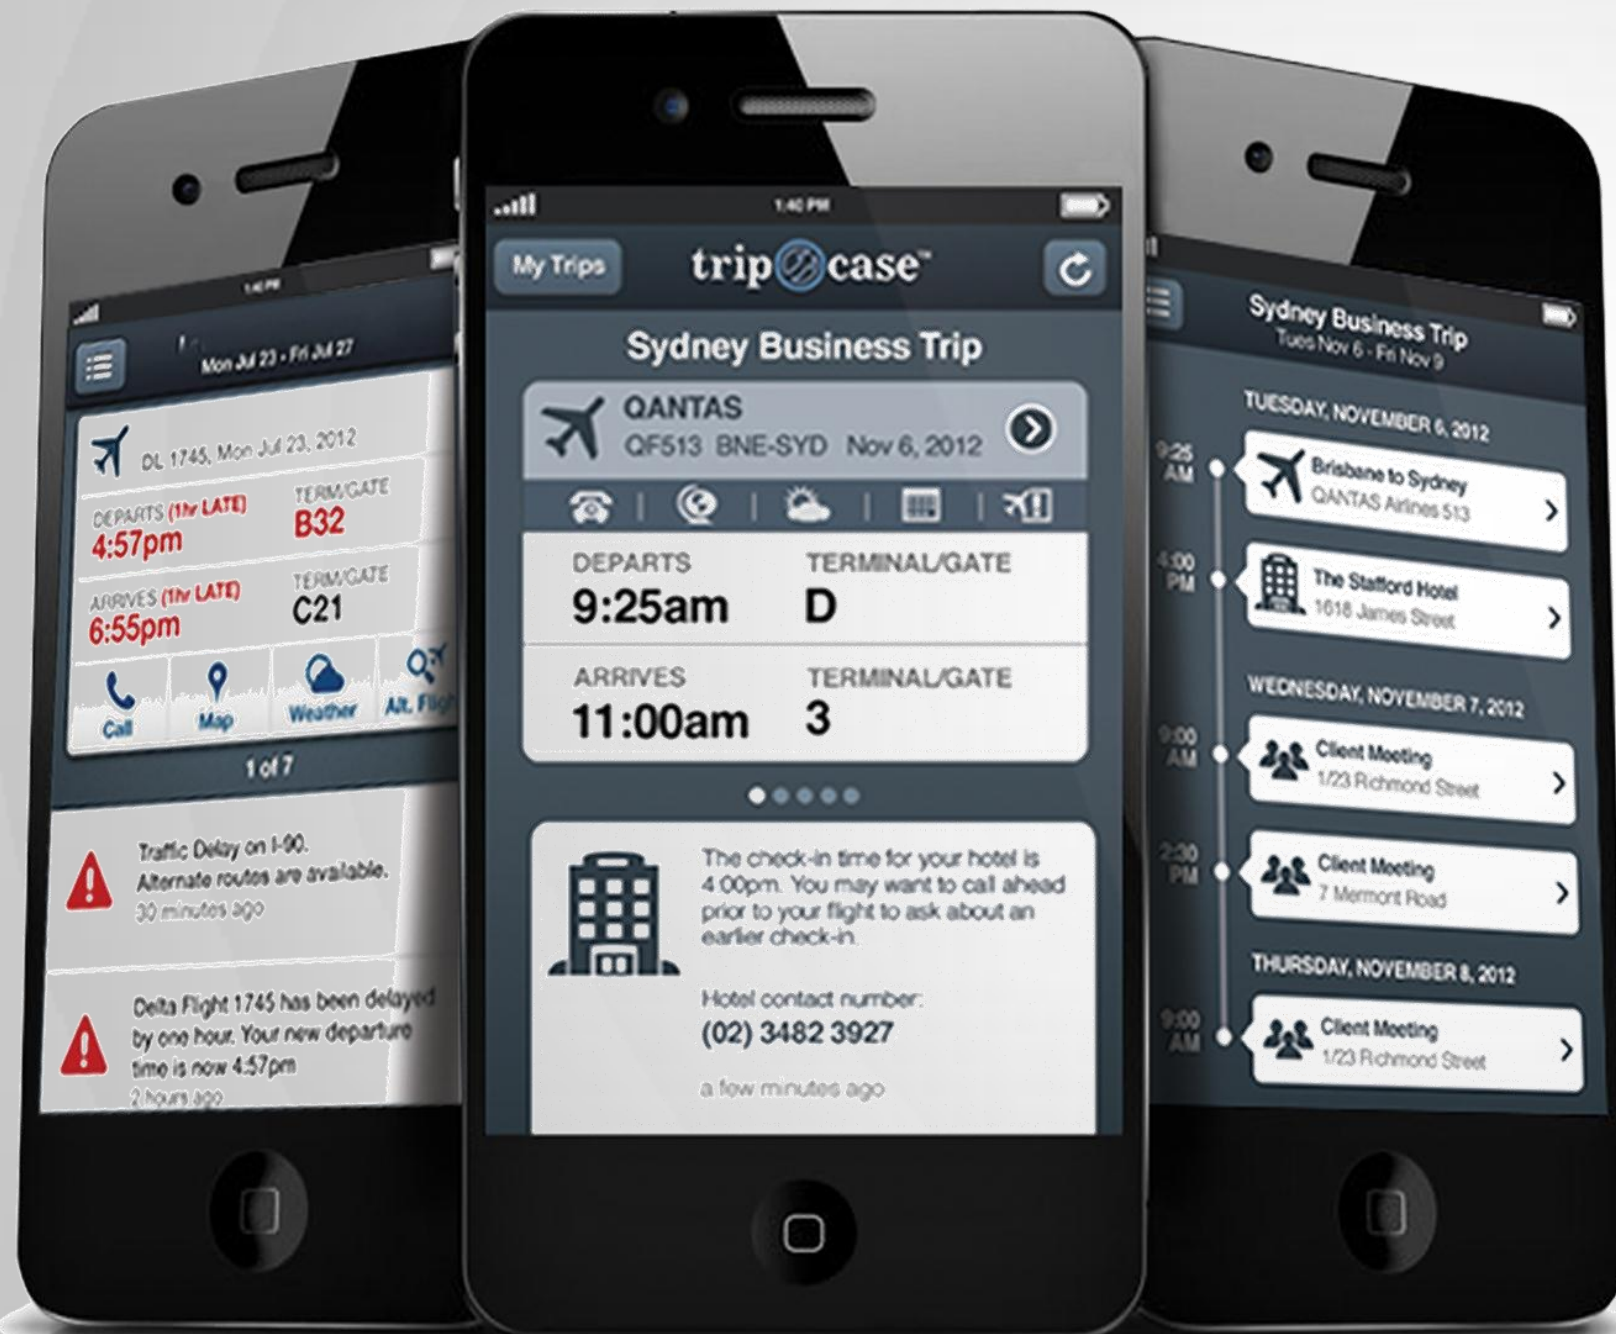 1:40 PM
Mon Jul 23 - Fri Jul 27
DL 1745, Mon Jul 23, 2012
DEPARTS (1hr LATE)
TERM/GATE
4:57pm
B32
ARRIVES (1hr LATE)
TERM/GATE
6:55pm
C21
Call
Map
Weather
Alt. Fligh
1 of 7
Traffic Delay on I-90.
Alternate routes are available.
30 minutes ago
Delta Flight 1745 has been delayed
by one hour. Your new departure
time is now 4:57pm
2 hours ago
1:40 PM
My Trips
tripcase™
Sydney Business Trip
QANTAS
QF513 BNE-SYD Nov 6, 2012
DEPARTS
TERMINAL/GATE
9:25am
D
ARRIVES
TERMINAL/GATE
11:00am
3
The check-in time for your hotel is
4:00pm. You may want to call ahead
prior to your flight to ask about an
earlier check-in.
Hotel contact number:
(02) 3482 3927
a few minutes ago
Sydney Business Trip
Tues Nov 6 - Fri Nov 9
TUESDAY, NOVEMBER 6, 2012
9:25
AM
Brisbane to Sydney
QANTAS Airlines 513
4:00
PM
The Stafford Hotel
1618 James Street
WEDNESDAY, NOVEMBER 7, 2012
9:00
AM
Client Meeting
1/23 Richmond Street
2:30
PM
Client Meeting
7 Mermont Road
THURSDAY, NOVEMBER 8, 2012
9:00
AM
Client Meeting
1/23 Richmond Street